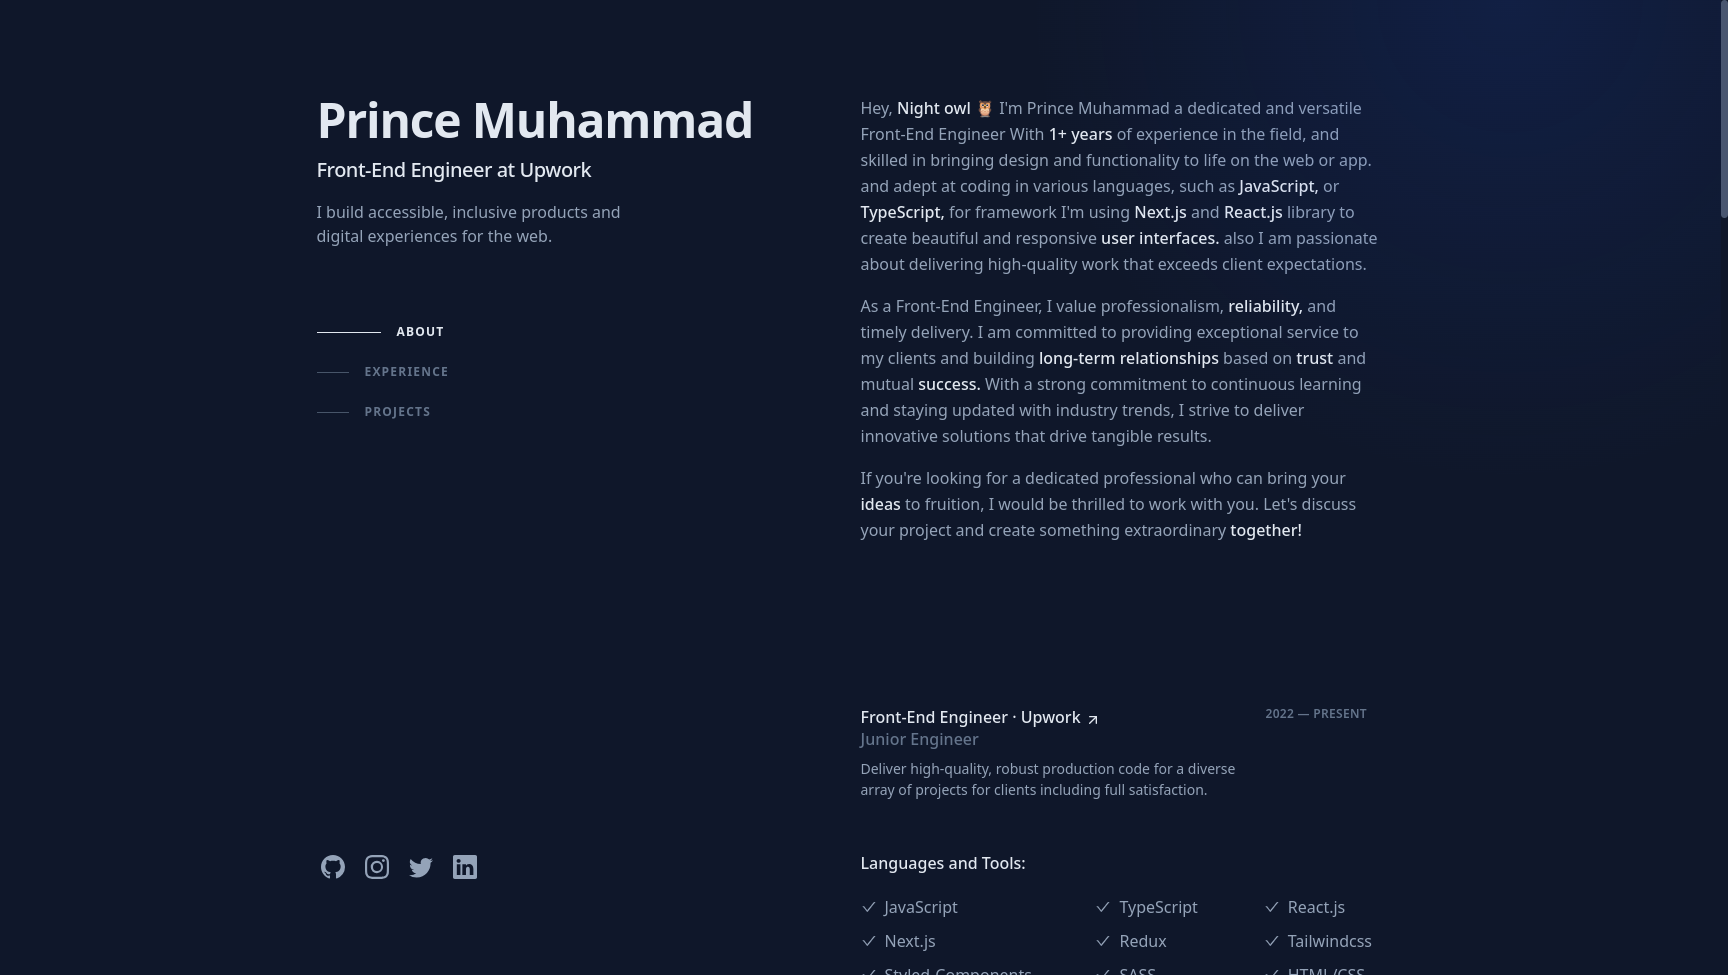 Prince Muhammad
Front-End Engineer at Upwork
I build accessible, inclusive products and
digital experiences for the web.
ABOUT
EXPERIENCE
PROJECTS
Hey, Night owl 🦉 I'm Prince Muhammad a dedicated and versatile
Front-End Engineer With 1+ years of experience in the field, and
skilled in bringing design and functionality to life on the web or app.
and adept at coding in various languages, such as JavaScript, or
TypeScript, for framework I'm using Next.js and React.js library to
create beautiful and responsive user interfaces. also I am passionate
about delivering high-quality work that exceeds client expectations.
As a Front-End Engineer, I value professionalism, reliability, and
timely delivery. I am committed to providing exceptional service to
my clients and building long-term relationships based on trust and
mutual success. With a strong commitment to continuous learning
and staying updated with industry trends, I strive to deliver
innovative solutions that drive tangible results.
If you're looking for a dedicated professional who can bring your
ideas to fruition, I would be thrilled to work with you. Let's discuss
your project and create something extraordinary together!
Front-End Engineer · Upwork
2022 — PRESENT
Junior Engineer
Deliver high-quality, robust production code for a diverse
array of projects for clients including full satisfaction.
Languages and Tools:
JavaScript
TypeScript
React.js
Next.js
Redux
Tailwindcss
Styled Components
SASS
HTML/CSS